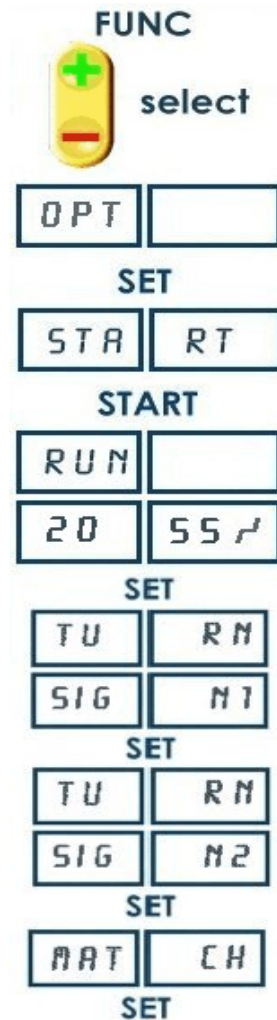 FUNC
+ select
-
OPT
SET
STA RT
START
RUN
20 55/
SET
TU RN
SIG N1
SET
TU RN
SIG N2
SET
MAT CH
SET